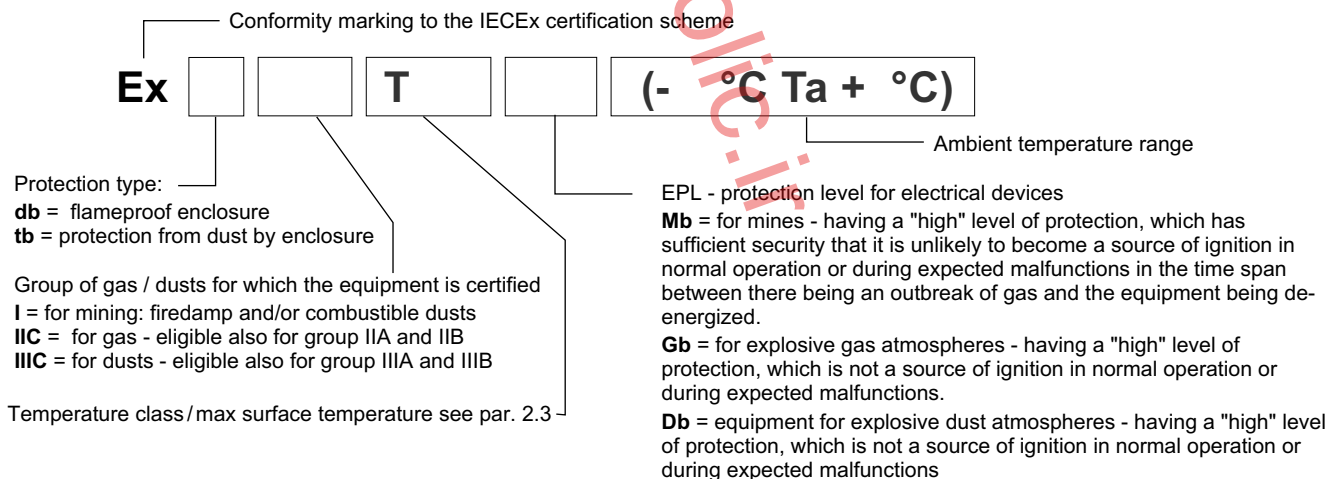 Conformity marking to the IECEx certification scheme
Ex T (- °C Ta + °C)
Ambient temperature range
Protection type:
db = flameproof enclosure
tb = protection from dust by enclosure
Group of gas / dusts for which the equipment is certified
I = for mining: firedamp and/or combustible dusts
IIC = for gas - eligible also for group IIA and IIB
IIIC = for dusts - eligible also for group IIIA and IIIB
Temperature class/max surface temperature see par. 2.3
EPL - protection level for electrical devices
Mb = for mines - having a "high" level of protection, which has
sufficient security that it is unlikely to become a source of ignition in
normal operation or during expected malfunctions in the time span
between there being an outbreak of gas and the equipment being de-
energized.
Gb = for explosive gas atmospheres - having a "high" level of
protection, which is not a source of ignition in normal operation or
during expected malfunctions.
Db = equipment for explosive dust atmospheres - having a "high" level
of protection, which is not a source of ignition in normal operation or
during expected malfunctions